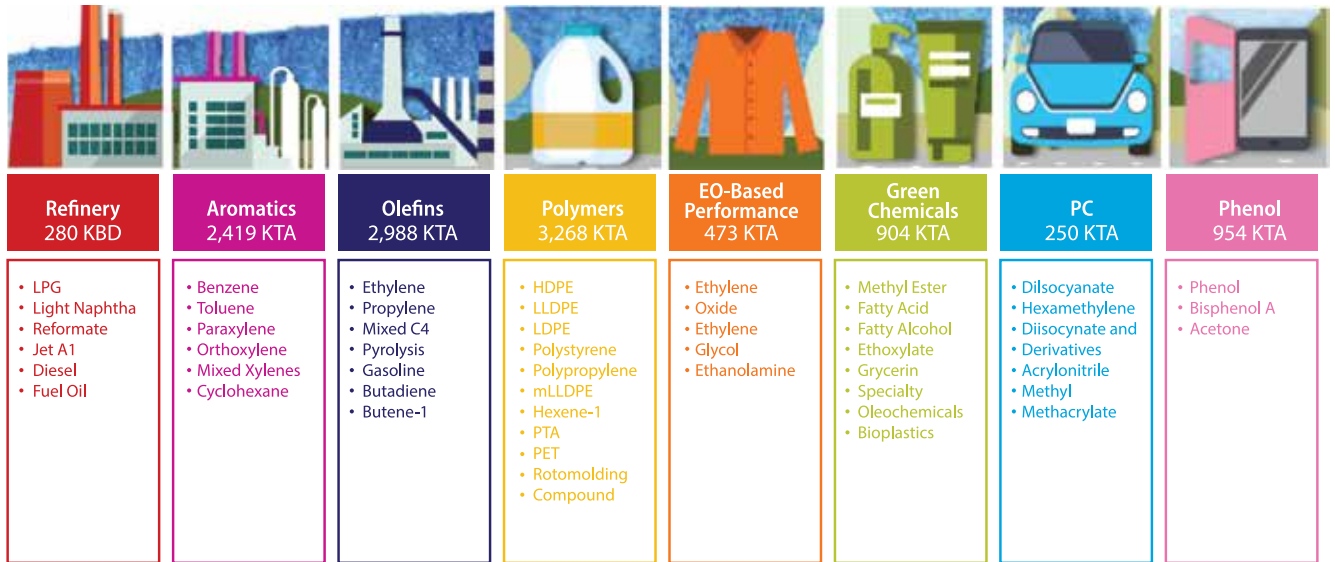 Refinery
280 KBD
• LPG
• Light Naphtha
• Reformate
• Jet A1
• Diesel
• Fuel Oil
Aromatics
2,419 KTA
• Benzene
• Toluene
• Paraxylene
• Orthoxylene
• Mixed Xylenes
• Cyclohexane
Olefins
2,988 KTA
• Ethylene
• Propylene
• Mixed C4
• Pyrolysis
• Gasoline
• Butadiene
• Butene-1
Polymers
3,268 KTA
• HDPE
• LLDPE
• LDPE
• Polystyrene
• Polypropylene
• mLLDPE
• Hexene-1
• PTA
• PET
• Rotomolding
• Compound
EO-Based
Performance
473 KTA
• Ethylene
• Oxide
• Ethylene
• Glycol
• Ethanolamine
Green
Chemicals
904 KTA
• Methyl Ester
• Fatty Acid
• Fatty Alcohol
• Ethoxylate
• Grycerin
• Specialty
• Oleochemicals
• Bioplastics
PC
250 KTA
• Dilsocyanate
• Hexamethylene
• Diisocynate and
• Derivatives
• Acrylonitrile
• Methyl
• Methacrylate
Phenol
954 KTA
• Phenol
• Bisphenol A
• Acetone